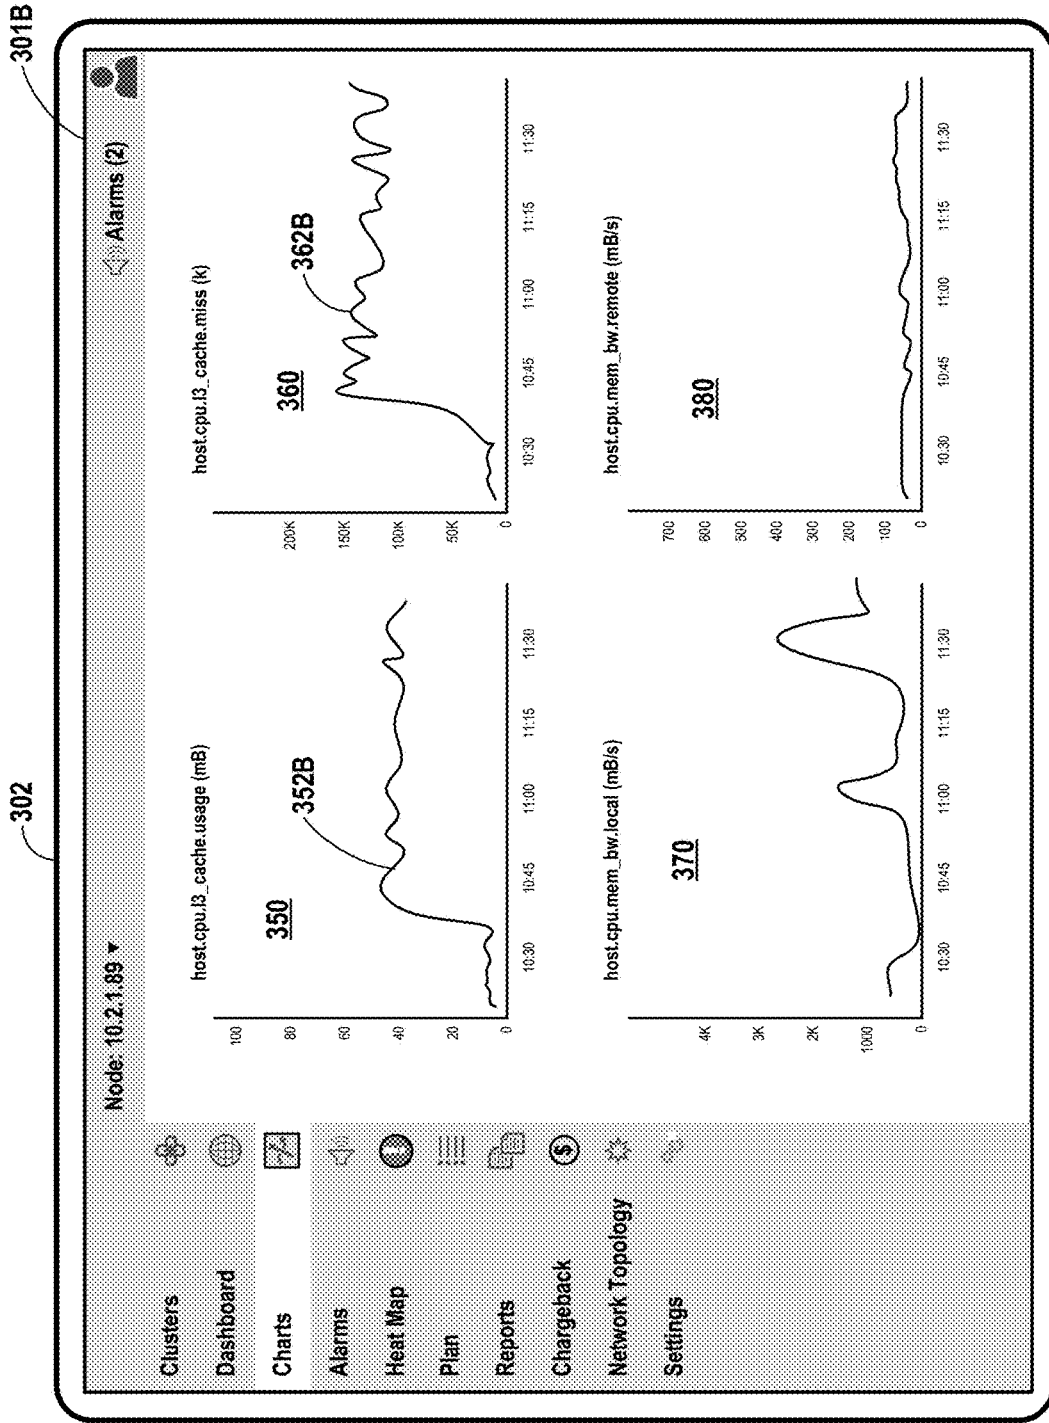 302
301B
Node: 10.2.1.89 ▼
Alarms (2)
Clusters
Dashboard
Charts
Alarms
Heat Map
Plan
Reports
Chargeback
Network Topology
Settings
host.cpu.l3_cache.usage (mB)
350
352B
100
80
60
40
20
0
10:30
10:45
11:00
11:15
11:30
host.cpu.l3_cache.miss (k)
360
362B
200K
150K
100K
50K
0
10:30
10:45
11:00
11:15
11:30
host.cpu.mem_bw.local (mB/s)
370
4K
3K
2K
1000
0
10:30
10:45
11:00
11:15
11:30
host.cpu.mem_bw.remote (mB/s)
380
700
600
500
400
300
200
100
0
10:30
10:45
11:00
11:15
11:30